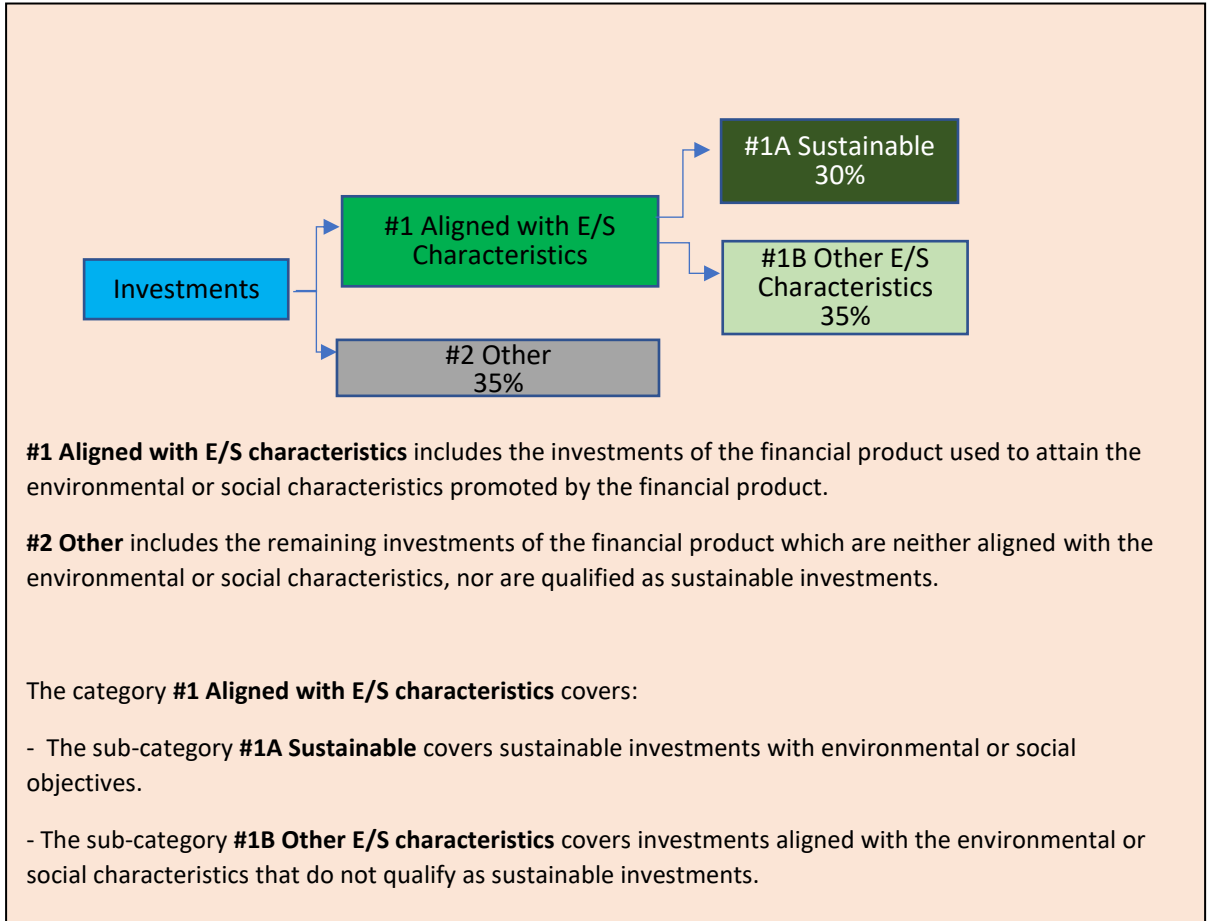 #1A Sustainable
30%
#1 Aligned with E/S
Characteristics
#1B Other E/S
Characteristics
35%
Investments
#2 Other
35%
#1 Aligned with E/S characteristics includes the investments of the financial product used to attain the
environmental or social characteristics promoted by the financial product.
#2 Other includes the remaining investments of the financial product which are neither aligned with the
environmental or social characteristics, nor are qualified as sustainable investments.
The category #1 Aligned with E/S characteristics covers:
- The sub-category #1A Sustainable covers sustainable investments with environmental or social
objectives.
- The sub-category #1B Other E/S characteristics covers investments aligned with the environmental or
social characteristics that do not qualify as sustainable investments.